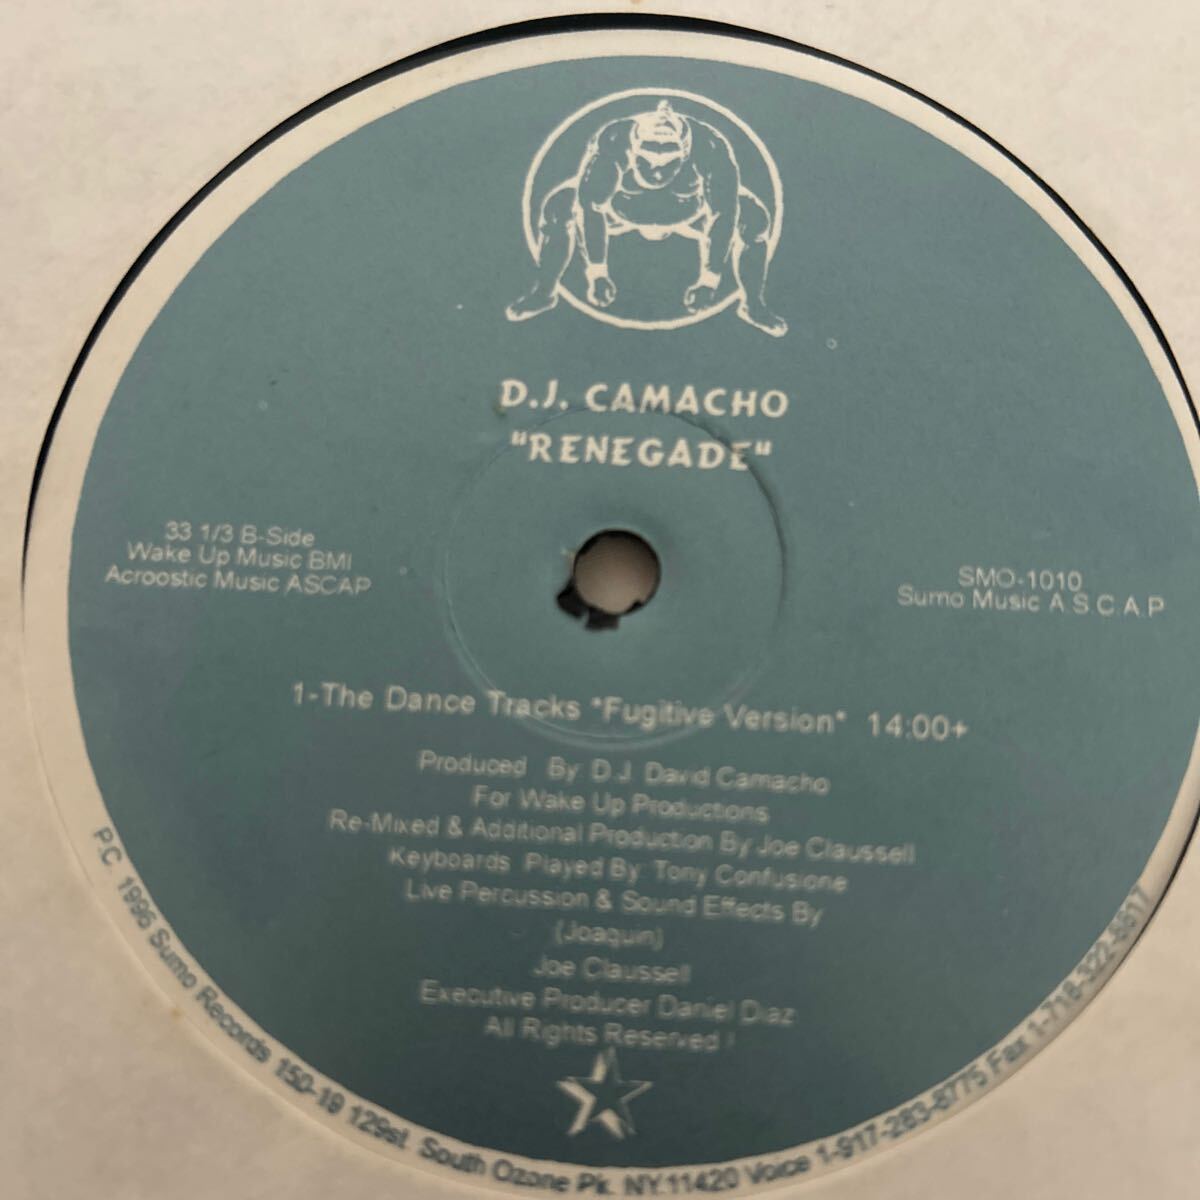 D.J. CAMACHO
"RENEGADE"
33 1/3 B-Side
Wake Up Music BMI
Acroostic Music ASCAP
SMO-1010
Sumo Music A.S.C.A.P
1-The Dance Tracks "Fugitive Version" 14:00+
Produced By D.J. David Camacho
For Wake Up Productions
Re-Mixed & Additional Production By Joe Claussell
Keyboards Played By: Tony Confusione
Live Percussion & Sound Effects By
(Joaquin)
Joe Claussell
Executive Producer Daniel Diaz
All Rights Reserved !
P.C. 1996 Sumo Records 150-19 129st. South Ozone Pk. NY.11420 Voice 1-917-283-8775 Fax 1-718-322-6617